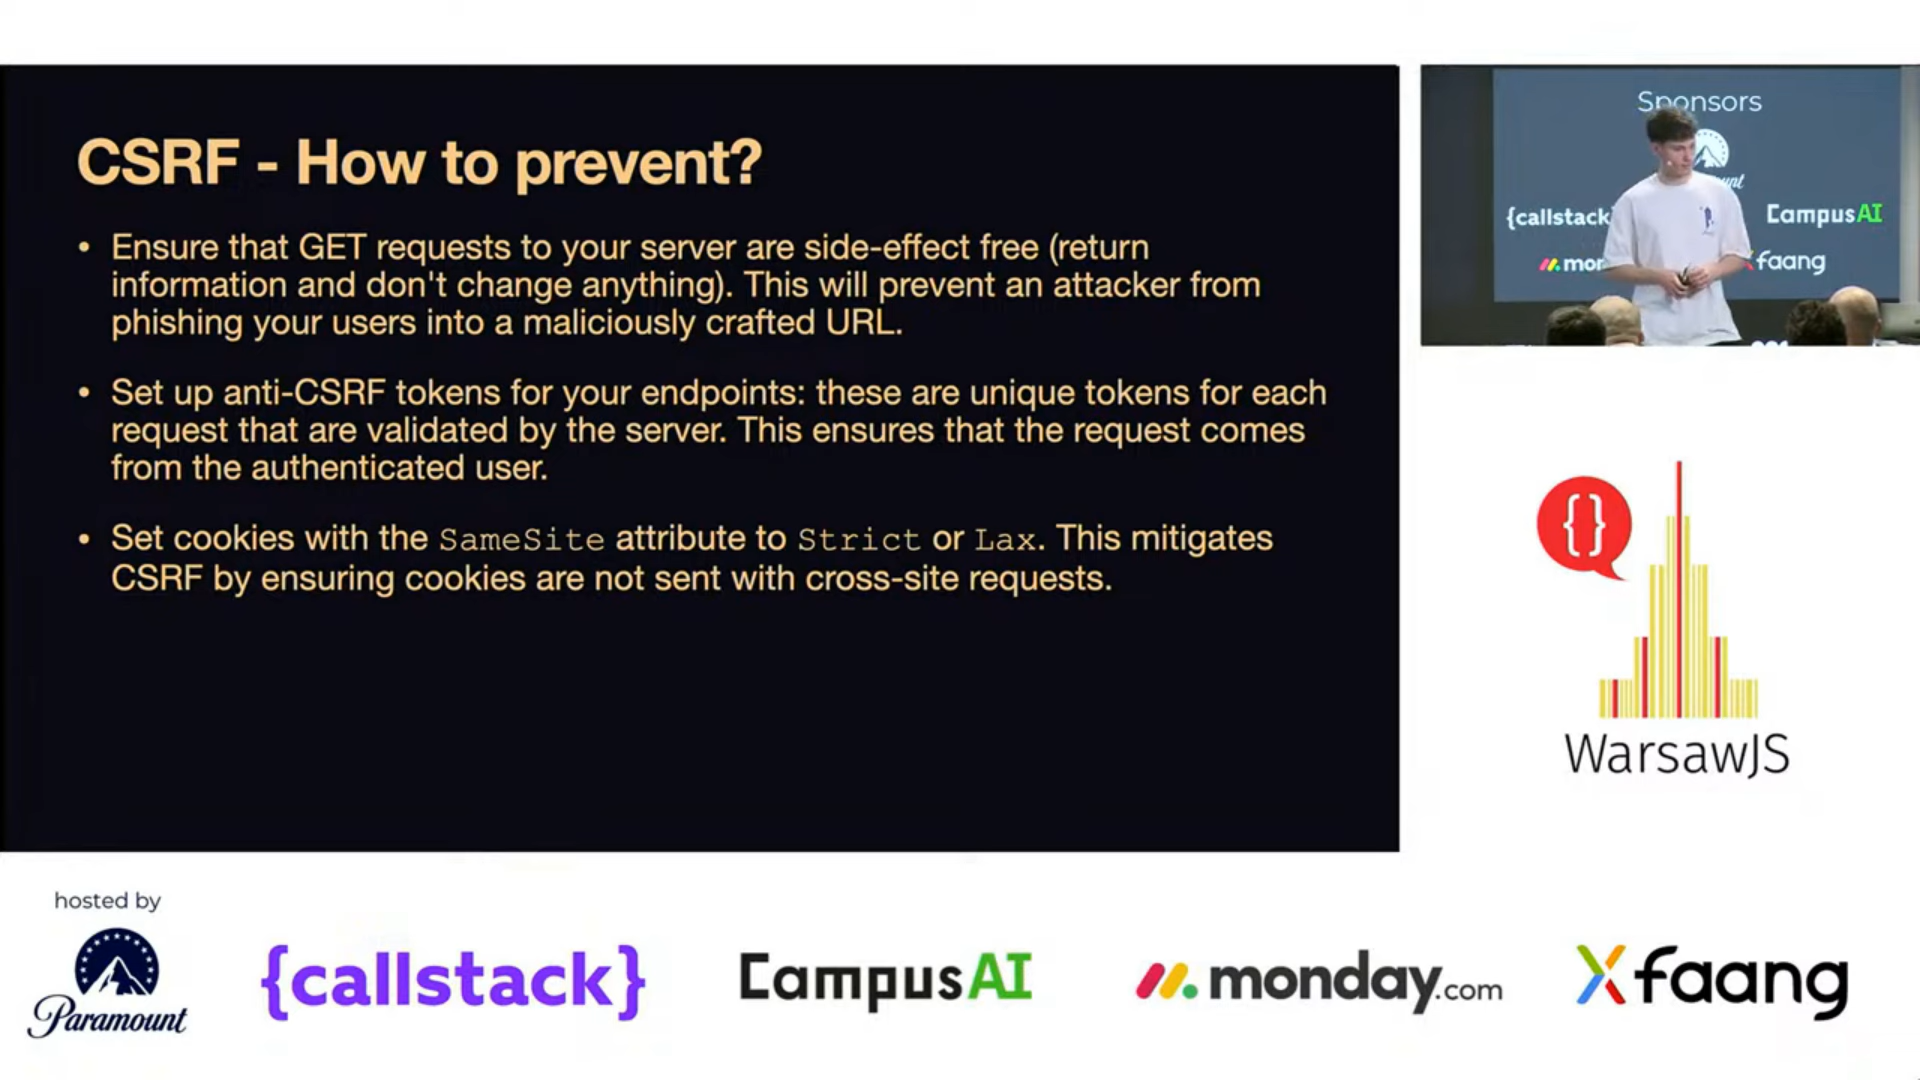 CSRF - How to prevent?
• Ensure that GET requests to your server are side-effect free (return
information and don't change anything). This will prevent an attacker from
phishing your users into a maliciously crafted URL.
• Set up anti-CSRF tokens for your endpoints: these are unique tokens for each
request that are validated by the server. This ensures that the request comes
from the authenticated user.
• Set cookies with the SameSite attribute to Strict or Lax. This mitigates
CSRF by ensuring cookies are not sent with cross-site requests.
Sponsors
{callstack
CampusAI
faang
{}
WarsawJS
hosted by
Paramount
{callstack}
CampusAI
monday.com
faang